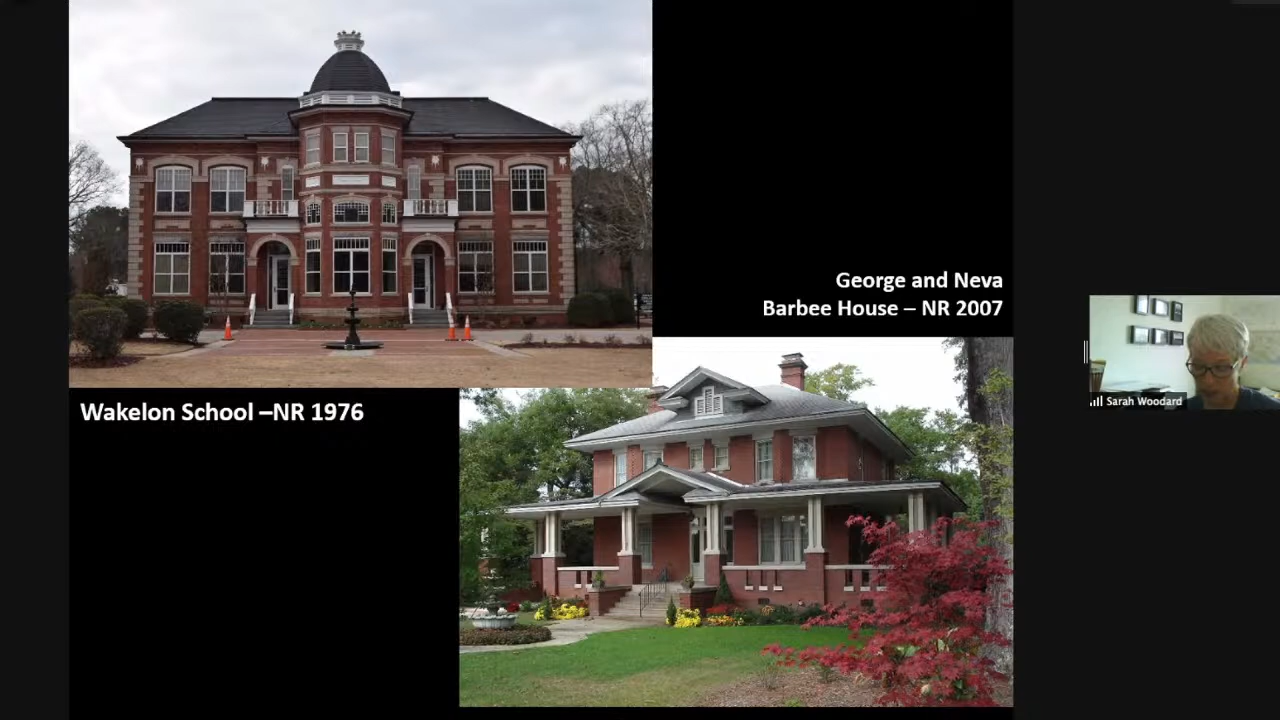 George and Neva
Barbee House – NR 2007
Wakelon School –NR 1976
Sarah Woodard